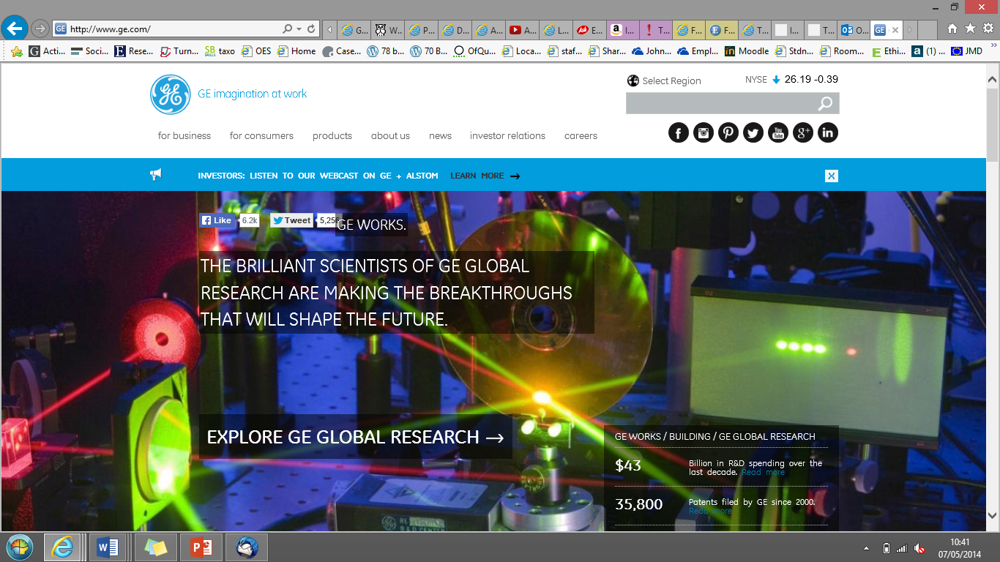 http://www.ge.com/
G...
W...
P...
D...
A...
A...
L...
E...
I...
T...
F...
F...
T...
I...
T...
O...
GE
Acti...
Soci...
Rese...
Turn...
taxo
OES
Home
Case...
78 b...
70 B...
OfQu...
Loca...
staf...
Shar...
John...
Empl...
Moodle
Stdn...
Room...
Ethi...
(1) ...
JMD
GE imagination at work
Select Region
NYSE 26.19 -0.39
for business
for consumers
products
about us
news
investor relations
careers
INVESTORS: LISTEN TO OUR WEBCAST ON GE + ALSTOM LEARN MORE →
X
Like 6.2k Tweet
GE WORKS.
THE BRILLIANT SCIENTISTS OF GE GLOBAL
RESEARCH ARE MAKING THE BREAKTHROUGHS
THAT WILL SHAPE THE FUTURE.
EXPLORE GE GLOBAL RESEARCH →
GE WORKS / BUILDING / GE GLOBAL RESEARCH
$43
Billion in R&D spending over the
last decade. Read more
35,800
Patents filed by GE since 2000.
Read more
10:41
07/05/2014